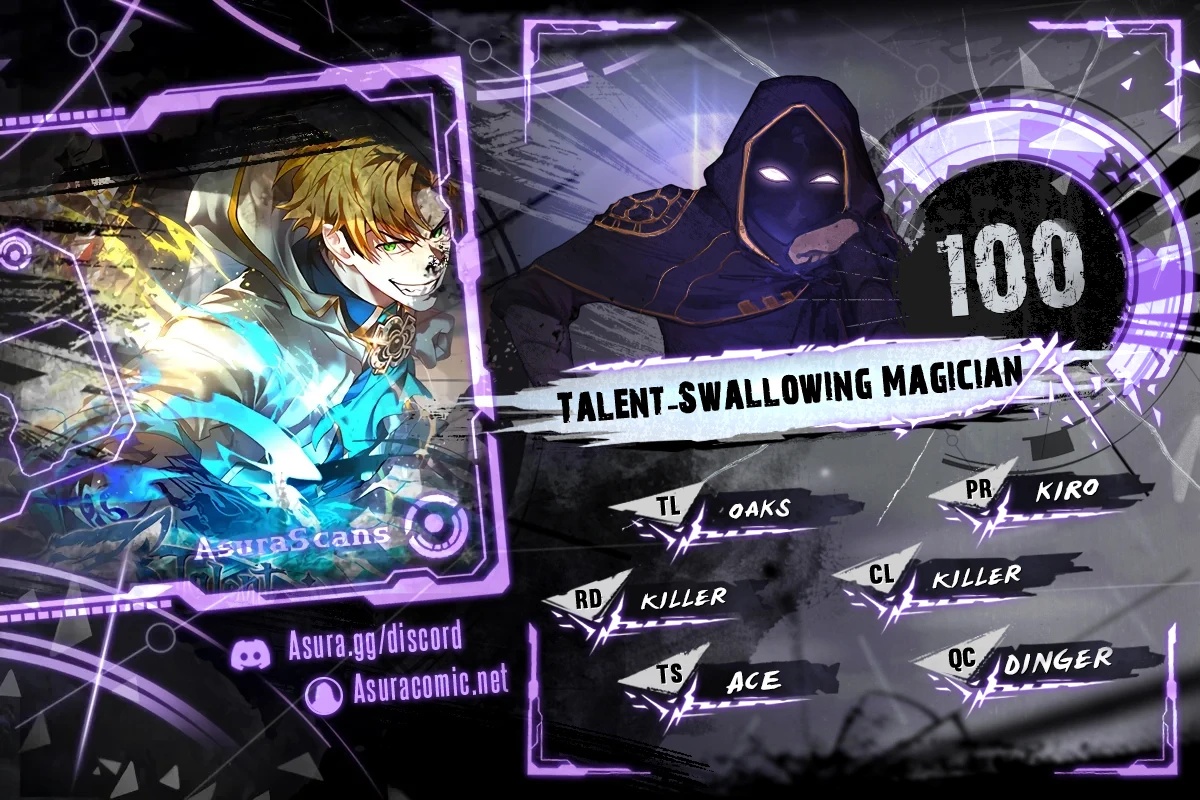 100
TALENT-SWALLOWING MAGICIAN
TL OAKS
PR KIRO
RD KILLER
CL KILLER
TS ACE
QC DINGER
AsuraScans
Asura.gg/discord
Asuracomic.net